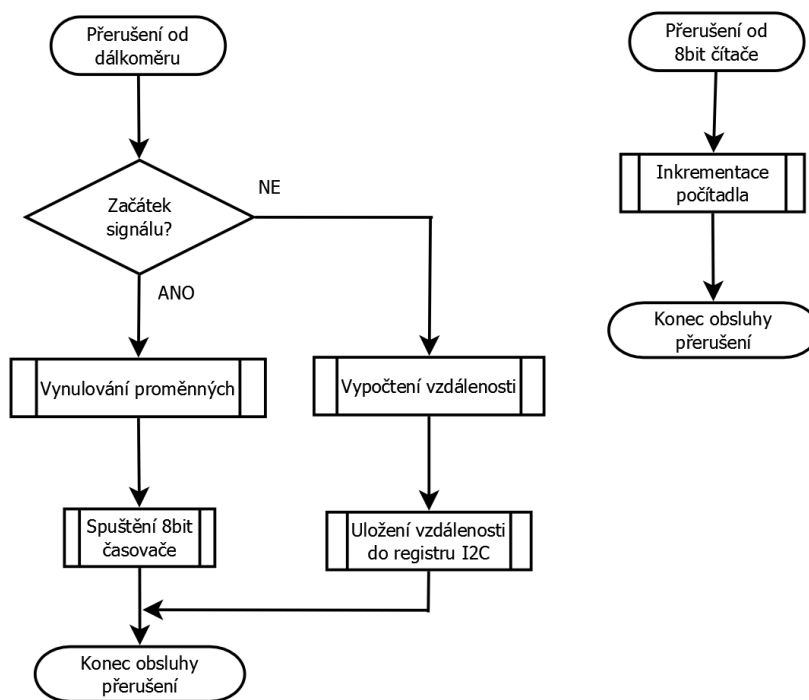 Přerušení od
dálkoměru
Začátek
signálu?
NE
ANO
Vynulování proměnných
Vypočtení vzdálenosti
Spuštění 8bit
časovače
Uložení vzdálenosti
do registru I2C
Konec obsluhy
přerušení
Přerušení od
8bit čítače
Inkrementace
počítadla
Konec obsluhy
přerušení